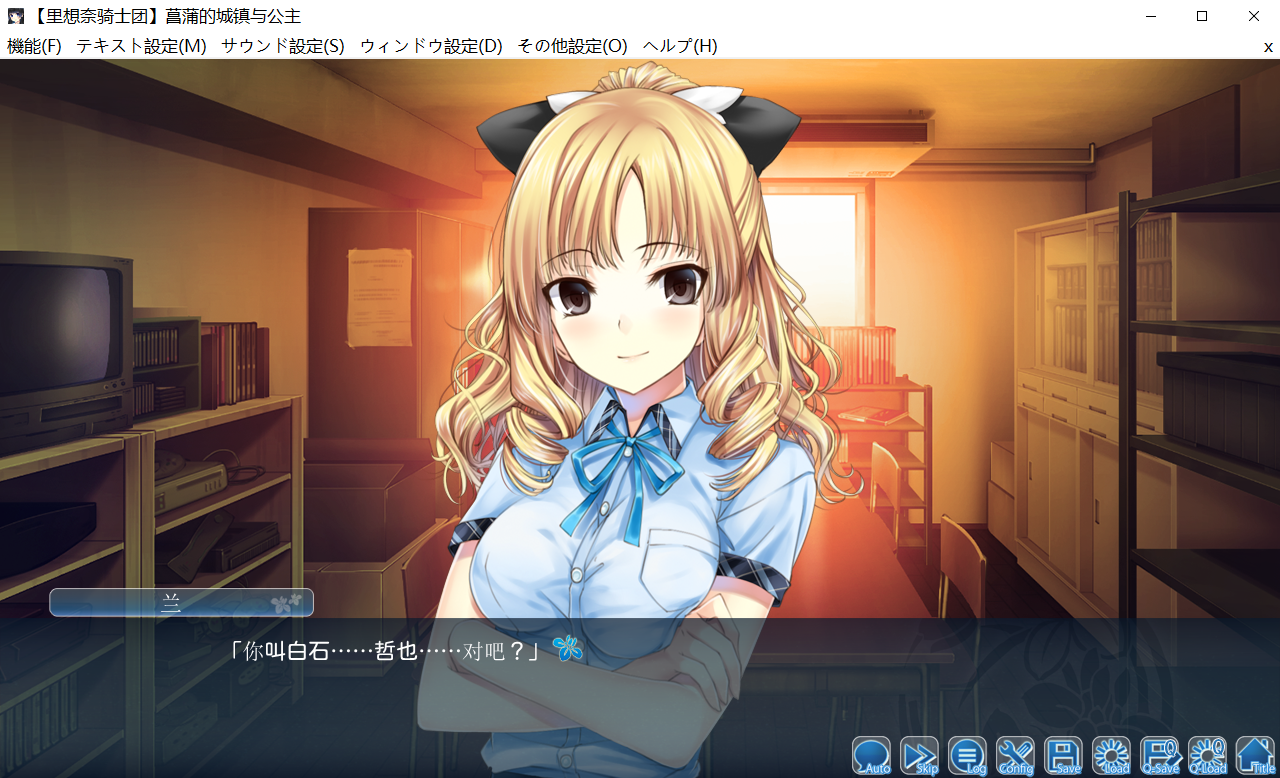 【里想奈骑士团】菖蒲的城镇与公主
機能(F) テキスト設定(M) サウンド設定(S) ウィンドウ設定(D) その他設定(O) ヘルプ(H) x
兰
「你叫白石……哲也……对吧？」
Auto Skip Log Config Save Load Q-Save Q-Load Title